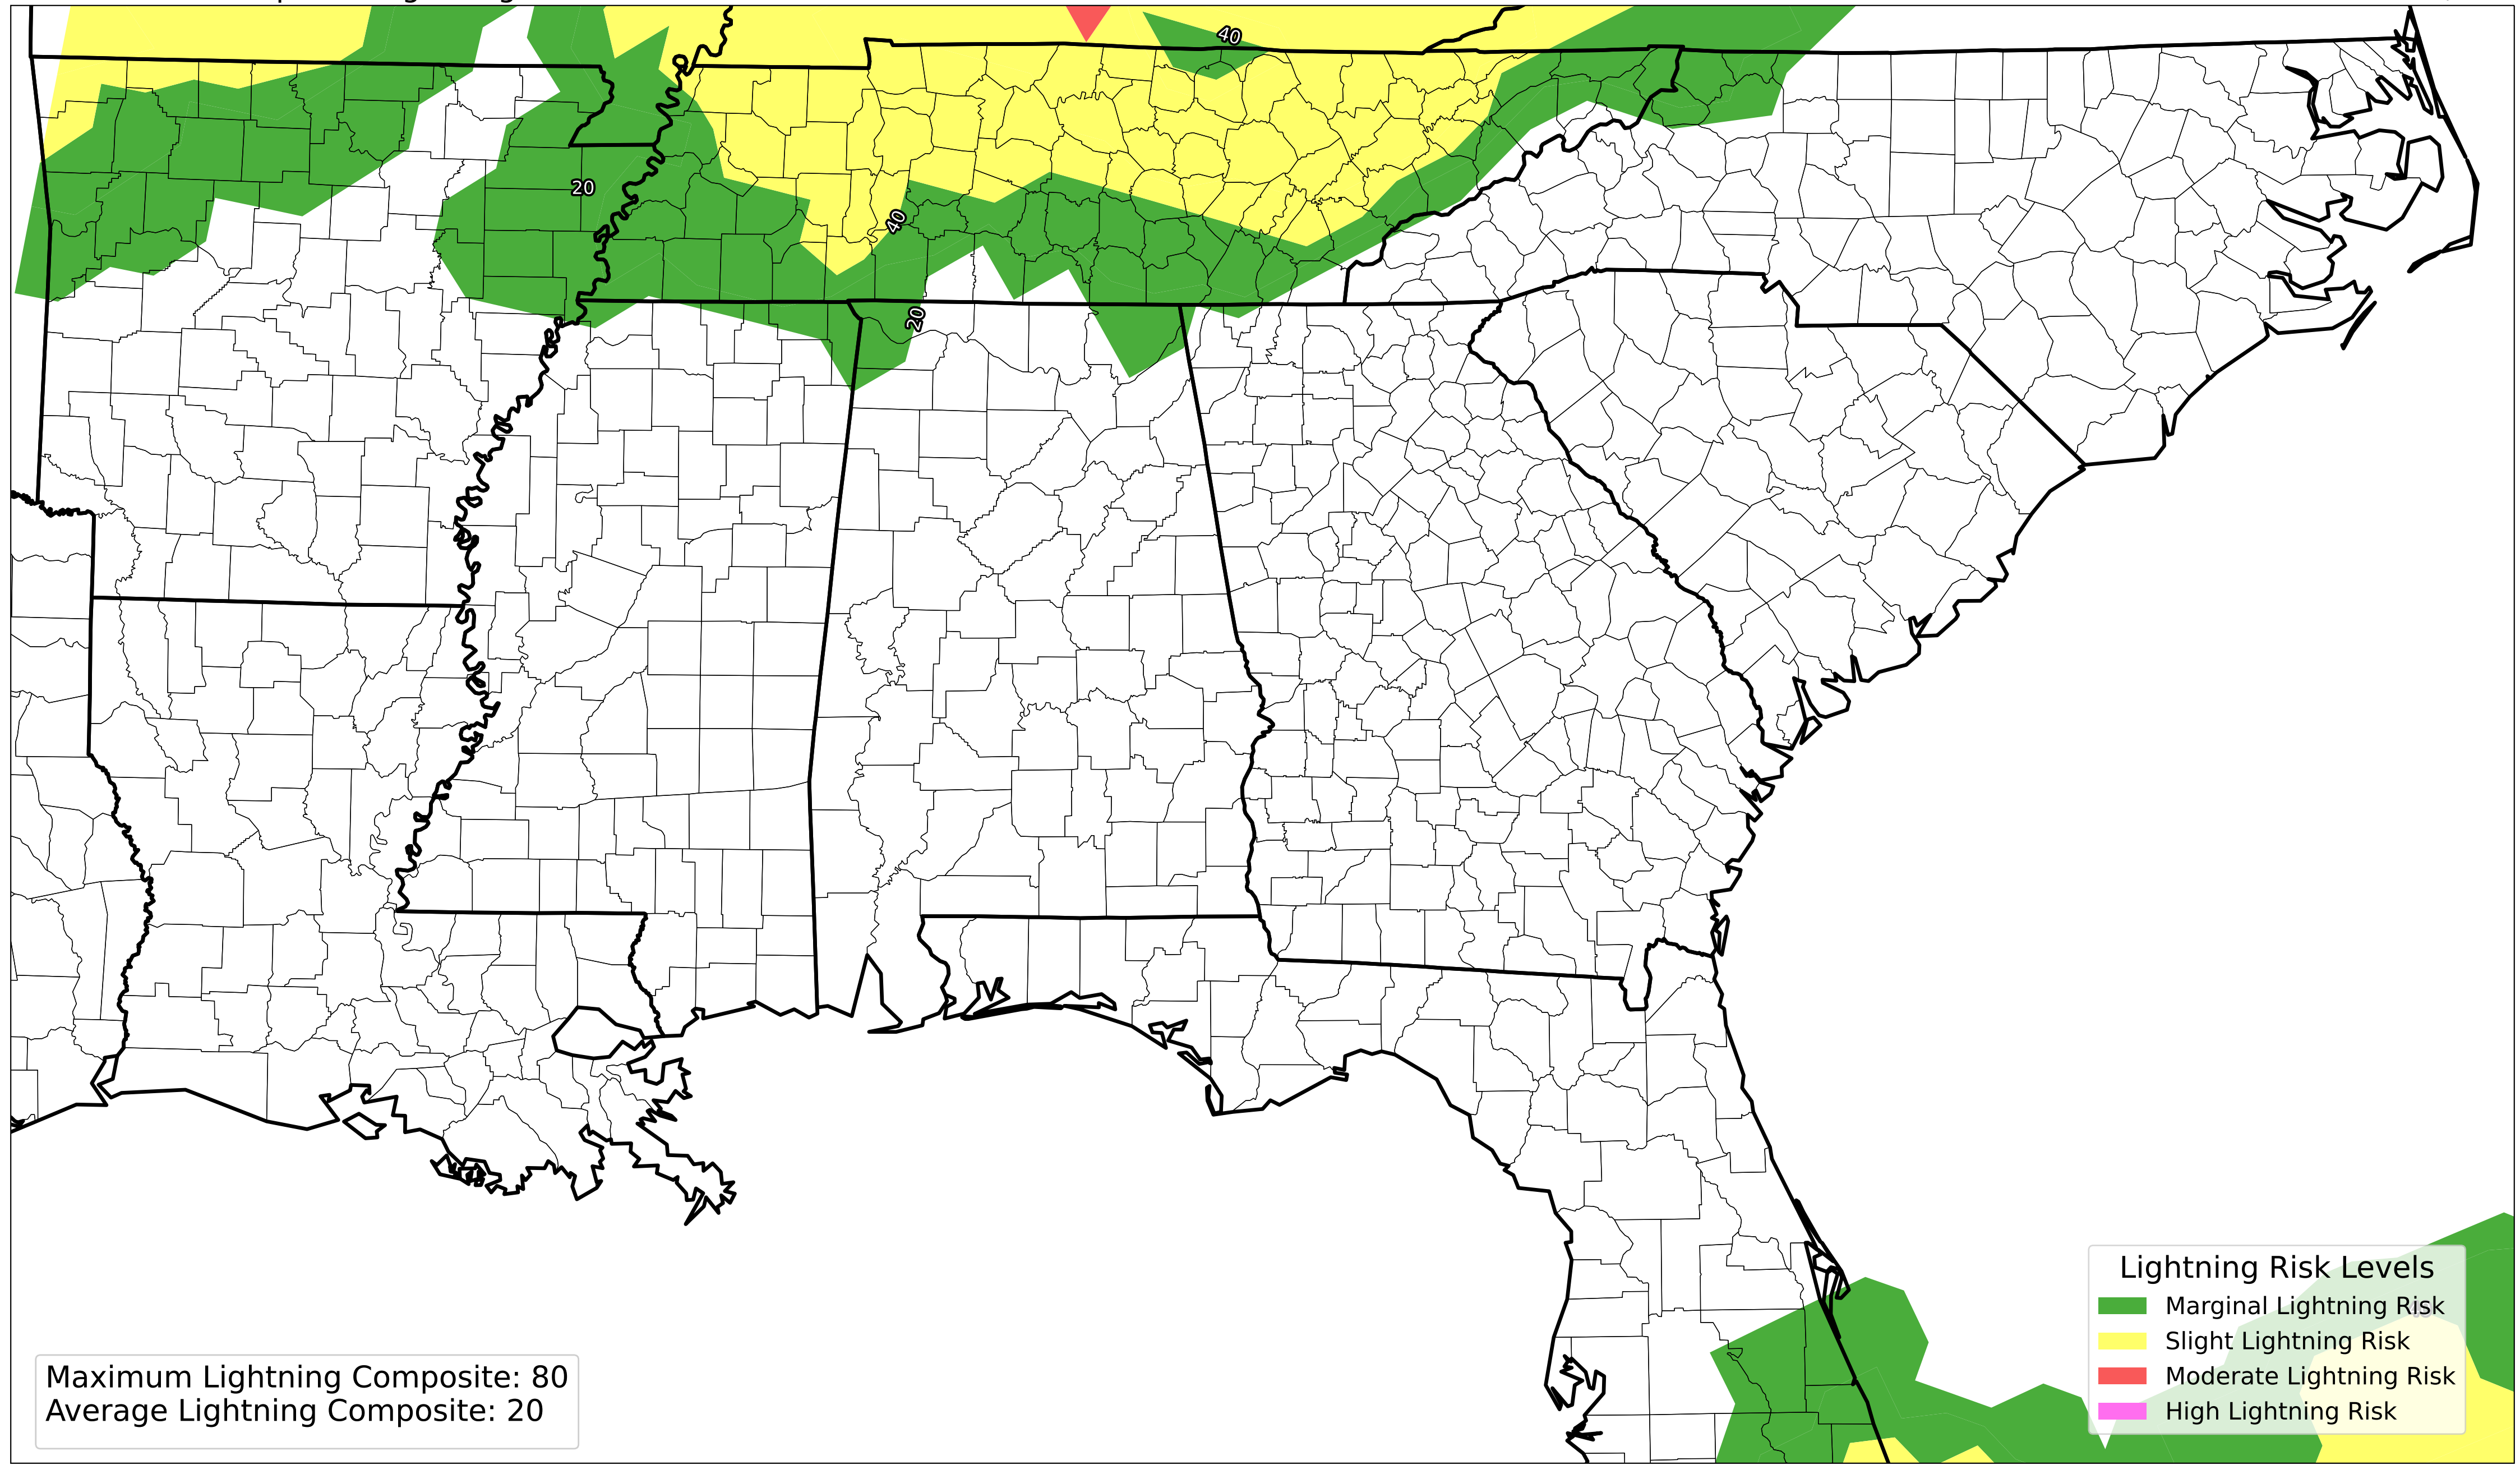 40
20
40
20
Lightning Risk Levels
Marginal Lightning Risk
Slight Lightning Risk
Moderate Lightning Risk
High Lightning Risk
Maximum Lightning Composite: 80
Average Lightning Composite: 20